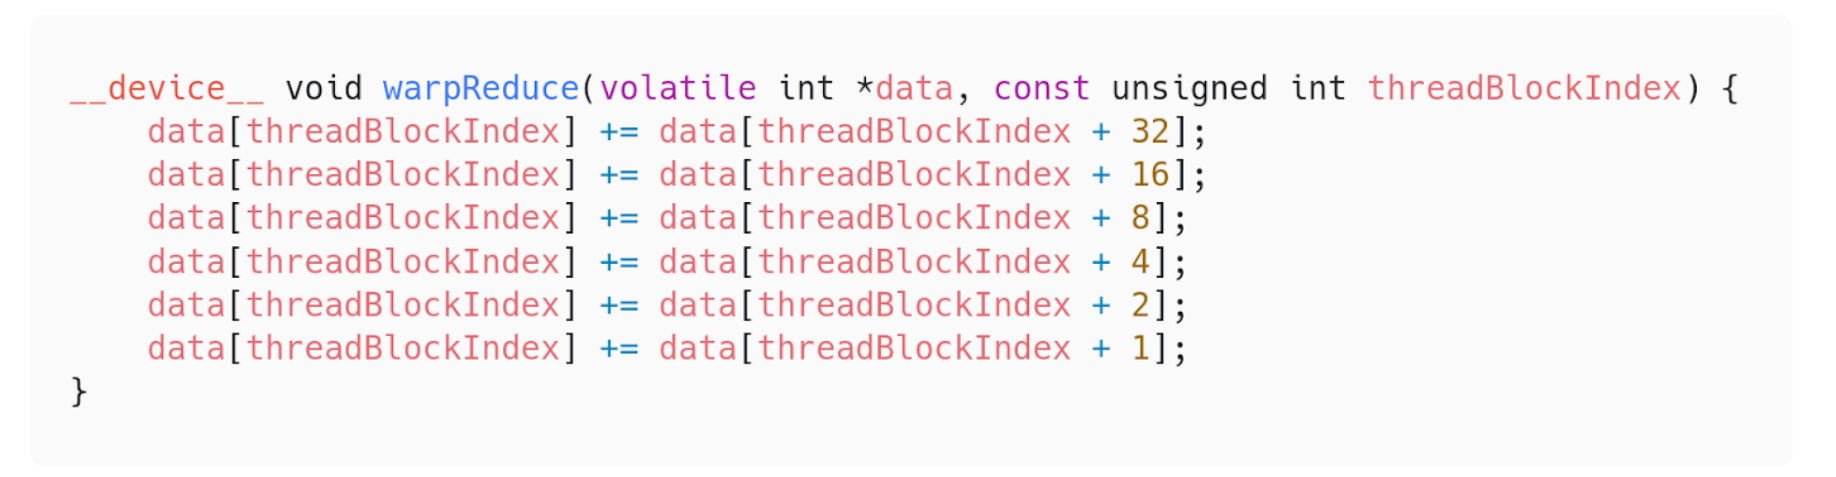 __device__ void warpReduce(volatile int *data, const unsigned int threadBlockIndex) {
    data[threadBlockIndex] += data[threadBlockIndex + 32];
    data[threadBlockIndex] += data[threadBlockIndex + 16];
    data[threadBlockIndex] += data[threadBlockIndex + 8];
    data[threadBlockIndex] += data[threadBlockIndex + 4];
    data[threadBlockIndex] += data[threadBlockIndex + 2];
    data[threadBlockIndex] += data[threadBlockIndex + 1];
}